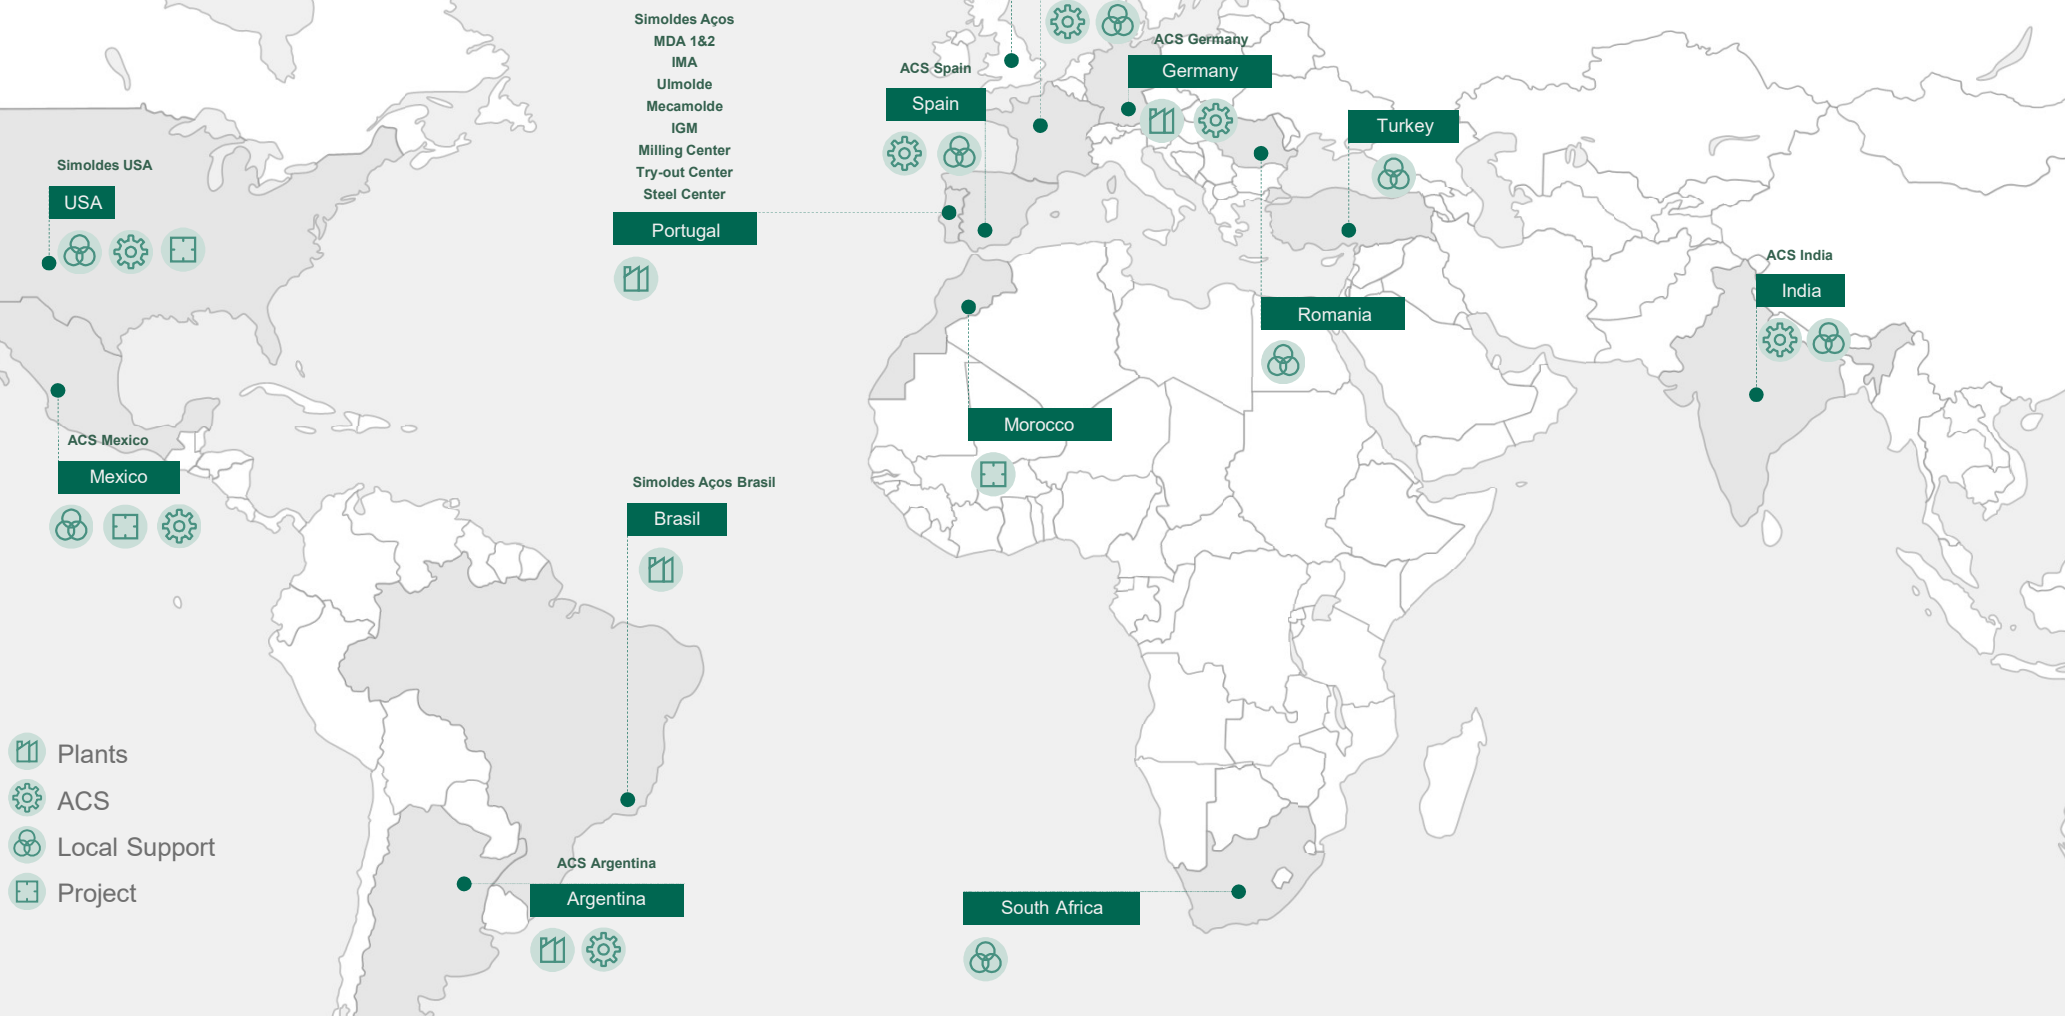 Simoldes Aços
MDA 1&2
IMA
Ulmolde
Mecamolde
IGM
Milling Center
Try-out Center
Steel Center
Portugal
ACS Spain
Spain
ACS Germany
Germany
Turkey
Simoldes USA
USA
ACS India
India
Romania
Morocco
ACS Mexico
Mexico
Simoldes Aços Brasil
Brasil
Plants
ACS
Local Support
Project
ACS Argentina
Argentina
South Africa